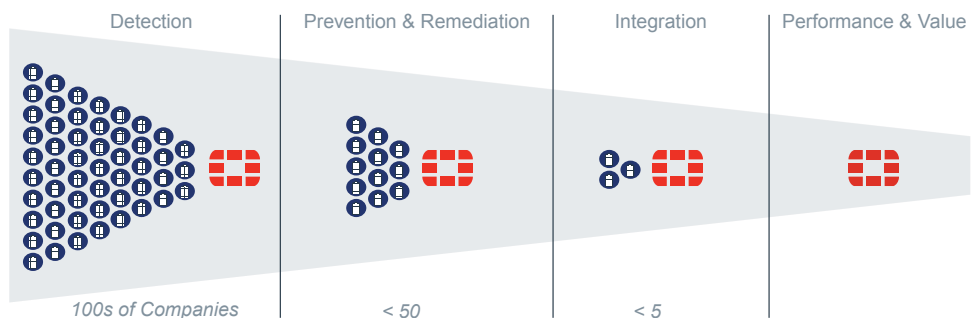 Detection
Prevention & Remediation
Integration
Performance & Value
100s of Companies
< 50
< 5